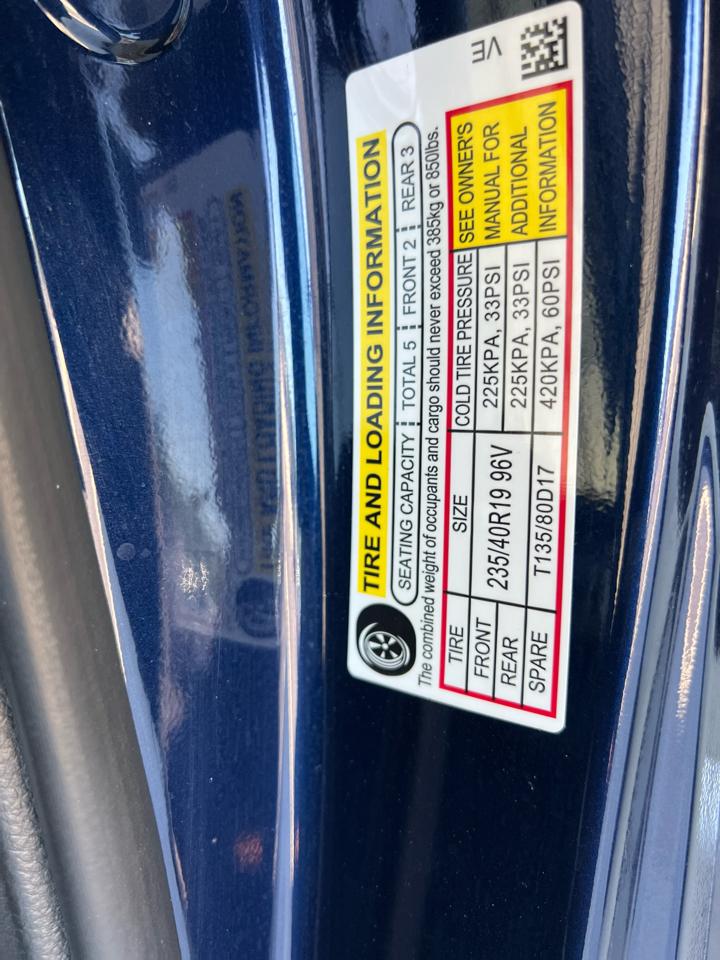 TIRE AND LOADING INFORMATION
SEATING CAPACITY TOTAL 5 FRONT 2 REAR 3
The combined weight of occupants and cargo should never exceed 385kg or 850lbs.
TIRE SIZE COLD TIRE PRESSURE SEE OWNER'S MANUAL FOR ADDITIONAL INFORMATION
FRONT 235/40R19 96V 225KPA, 33PSI
REAR 225KPA, 33PSI
SPARE T135/80D17 420KPA, 60PSI
VE